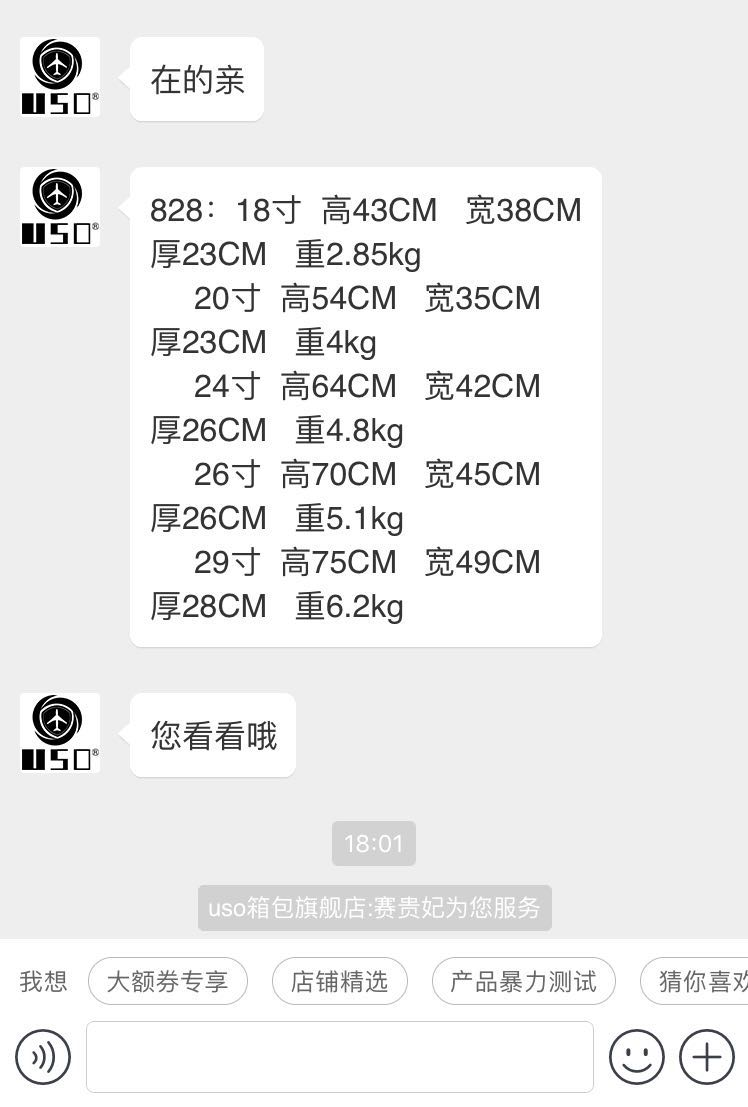 USO®
在的亲
USO®
828：18寸  高43CM   宽38CM
厚23CM   重2.85kg
20寸  高54CM   宽35CM
厚23CM   重4kg
24寸  高64CM   宽42CM
厚26CM   重4.8kg
26寸  高70CM   宽45CM
厚26CM   重5.1kg
29寸  高75CM   宽49CM
厚28CM   重6.2kg
USO®
您看看哦
18:01
uso箱包旗舰店:赛贵妃为您服务
我想 大额券专享 店铺精选 产品暴力测试 猜你喜欢